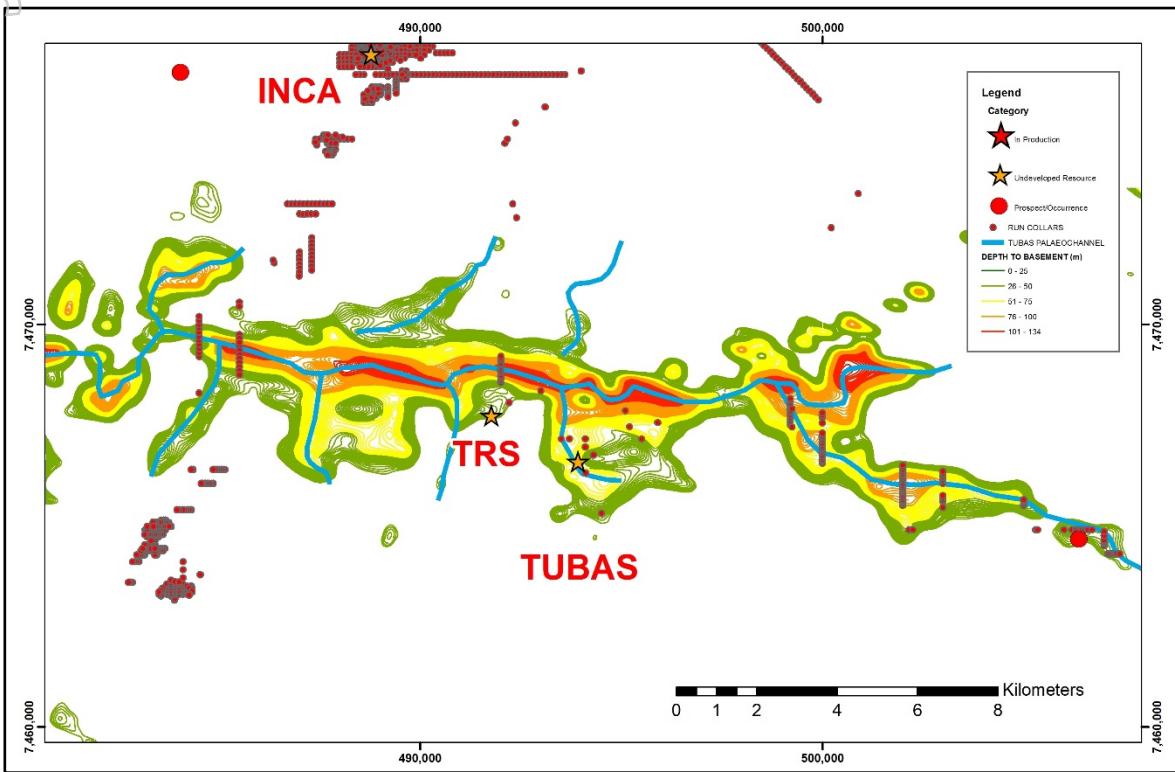 490,000
500,000
INCA
Legend
Category
In Production
Undeveloped Resource
Prospect/Occurrence
RUN COLLARS
TUBAS PALAEOCHANNEL
DEPTH TO BASEMENT (m)
0 - 25
26 - 50
51 - 75
76 - 100
101 - 134
7,470,000
7,470,000
TRS
TUBAS
Kilometers
0 1 2 4 6 8
7,460,000
7,460,000
490,000
500,000